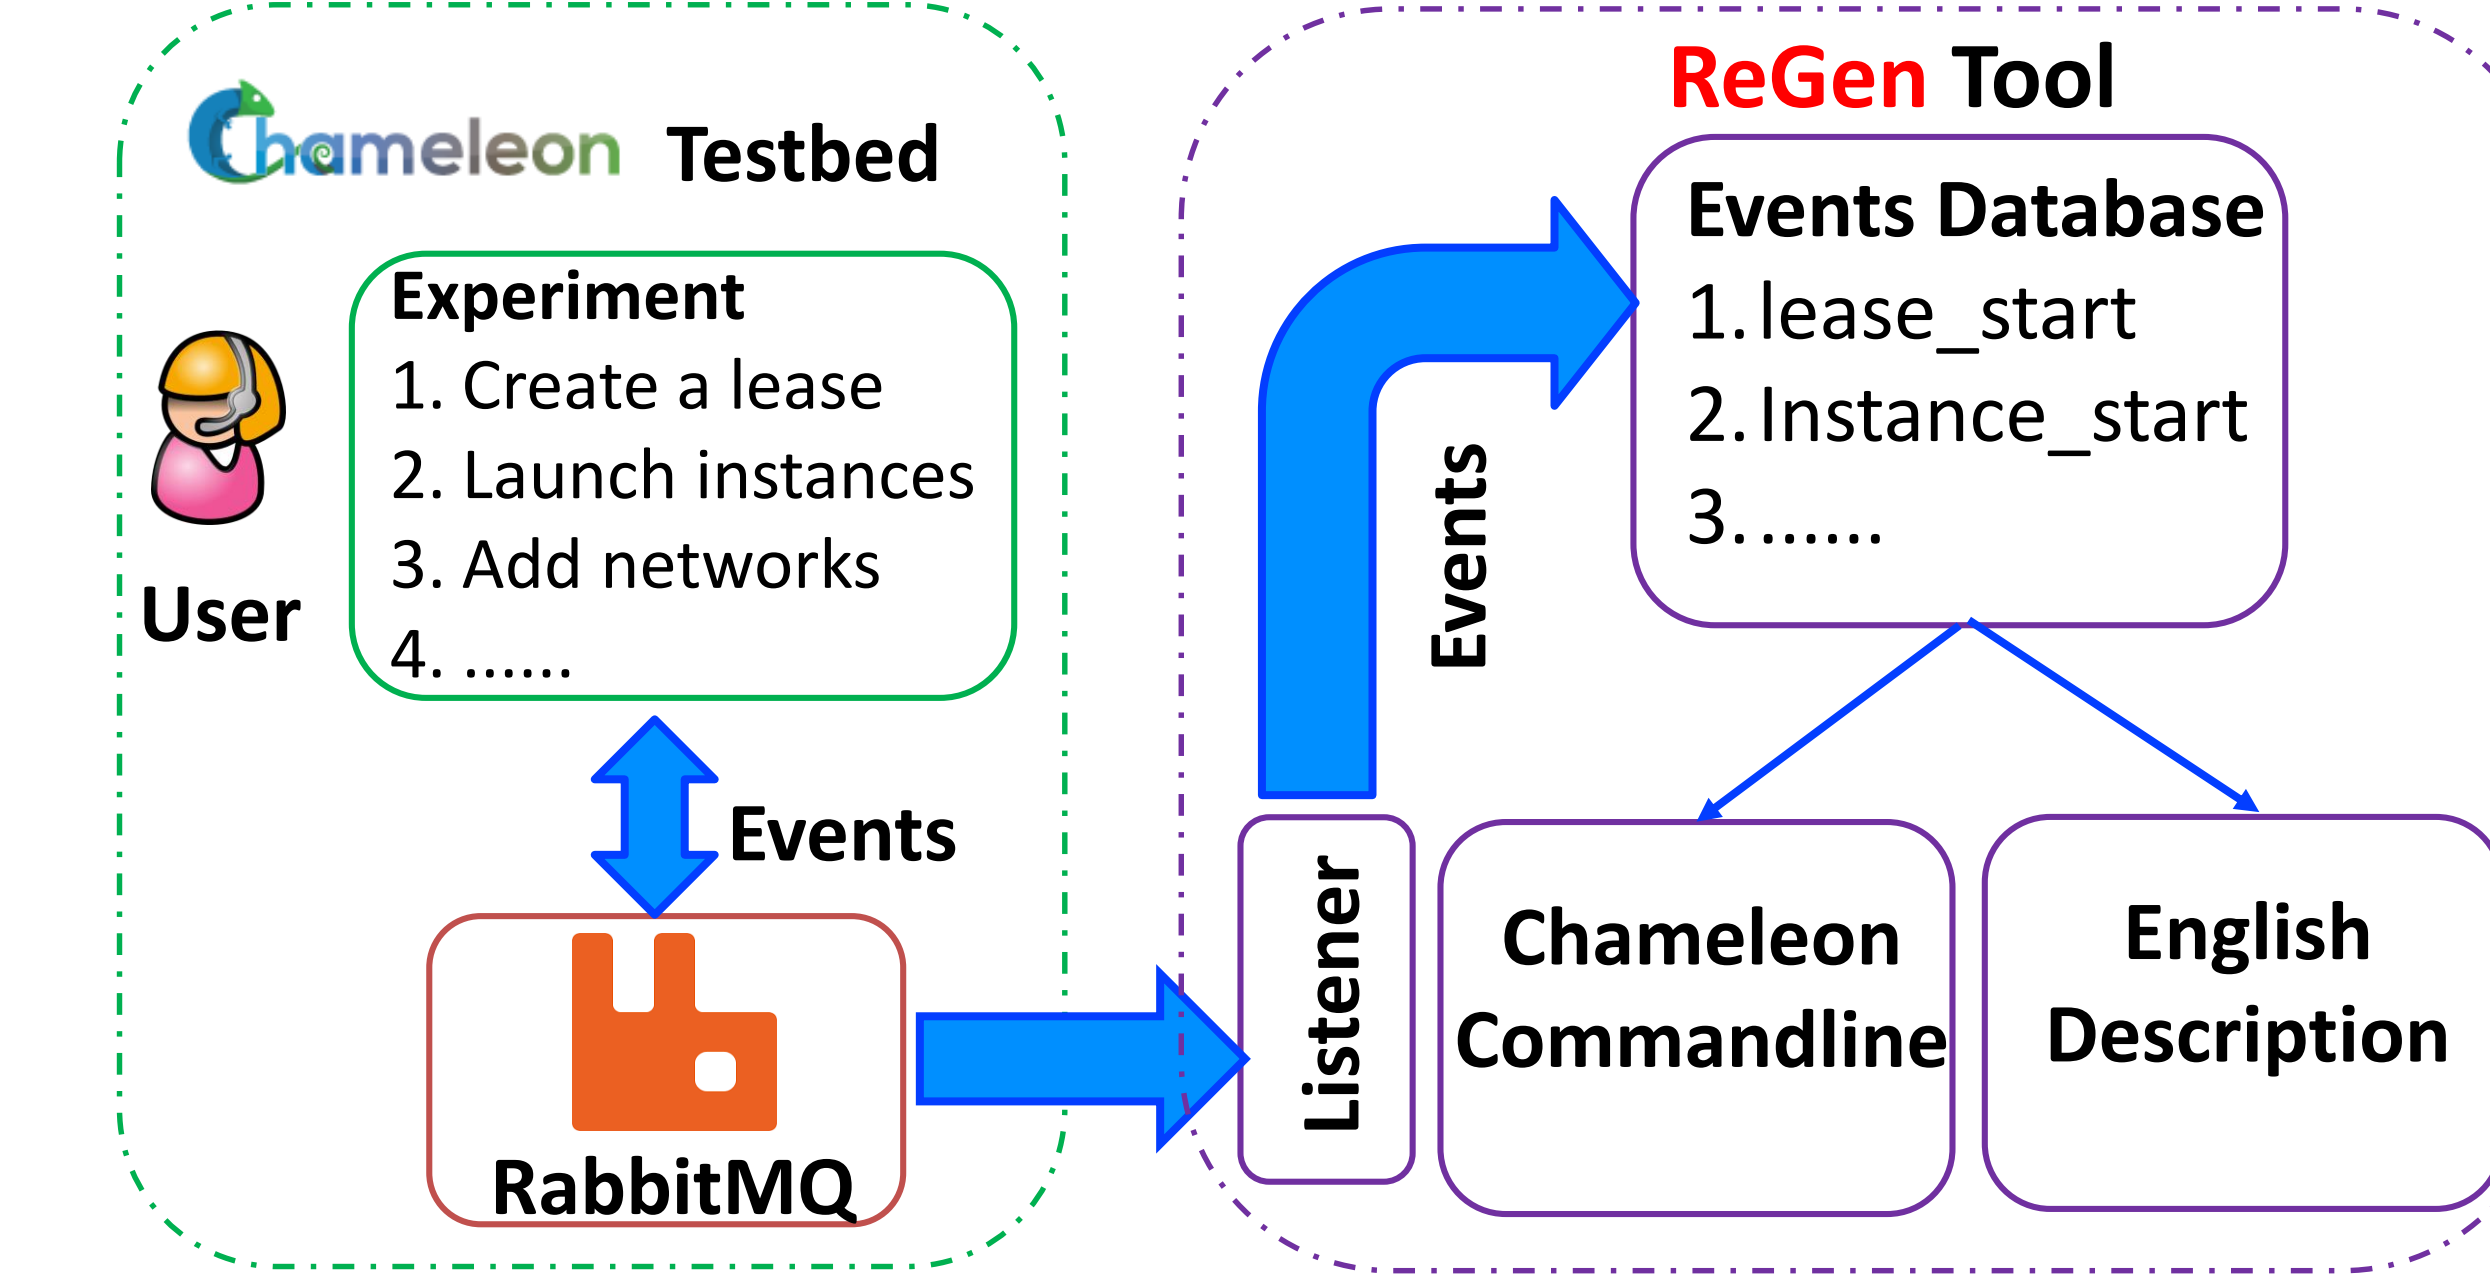 Chameleon Testbed
Experiment
1. Create a lease
2. Launch instances
3. Add networks
4. ......
User
Events
RabbitMQ
ReGen Tool
Events Database
1. lease_start
2. Instance_start
3. ......
Events
Listener
Chameleon
Commandline
English
Description